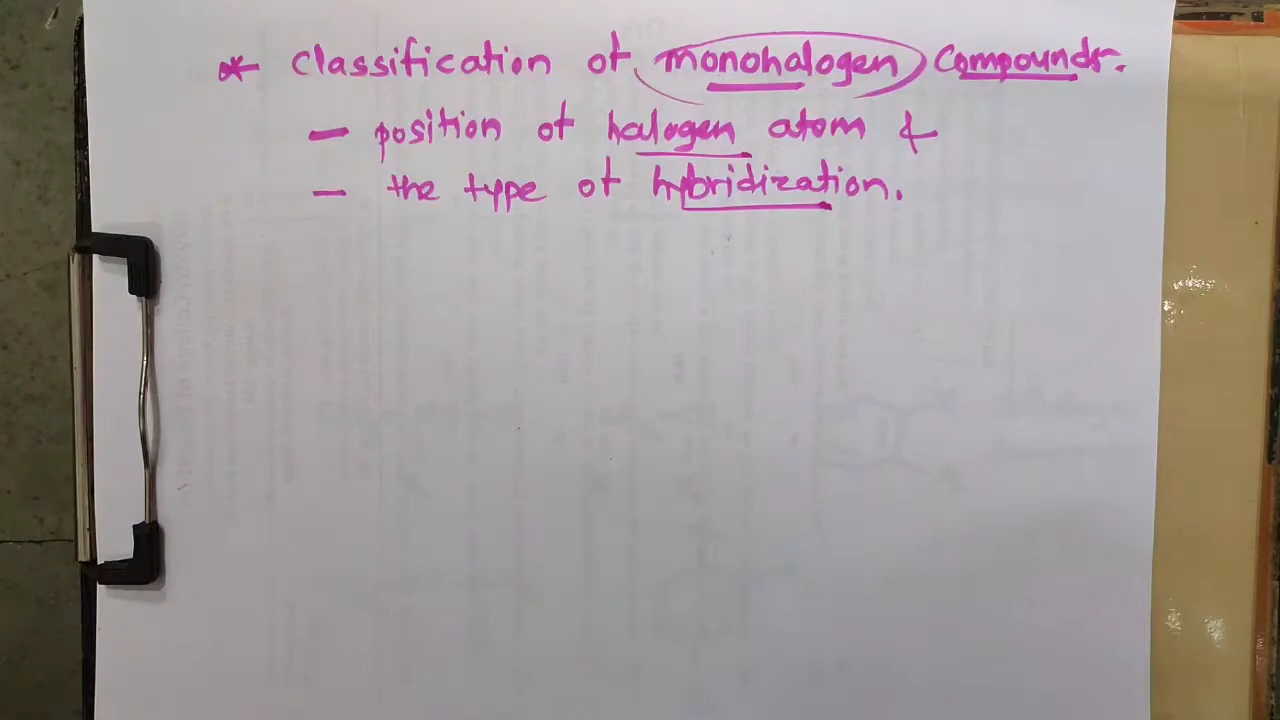 * classification of monohalogen compounds.
- position of halogen atom &
- the type of hybridization.